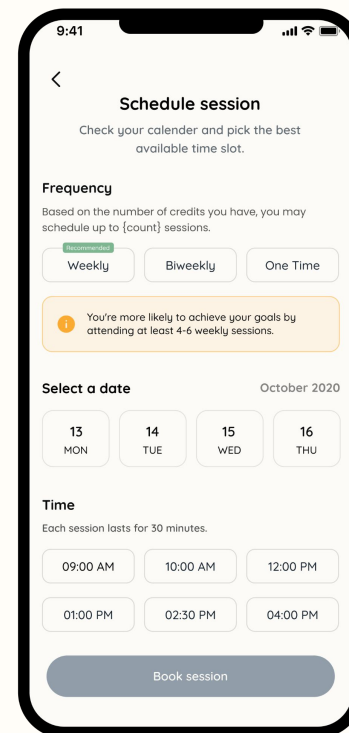 9:41
Schedule session
Check your calender and pick the best
available time slot.
Frequency
Based on the number of credits you have, you may
schedule up to {count} sessions.
Recommended
Weekly
Biweekly
One Time
You're more likely to achieve your goals by
attending at least 4-6 weekly sessions.
Select a date
October 2020
13
MON
14
TUE
15
WED
16
THU
Time
Each session lasts for 30 minutes.
09:00 AM
10:00 AM
12:00 PM
01:00 PM
02:30 PM
04:00 PM
Book session